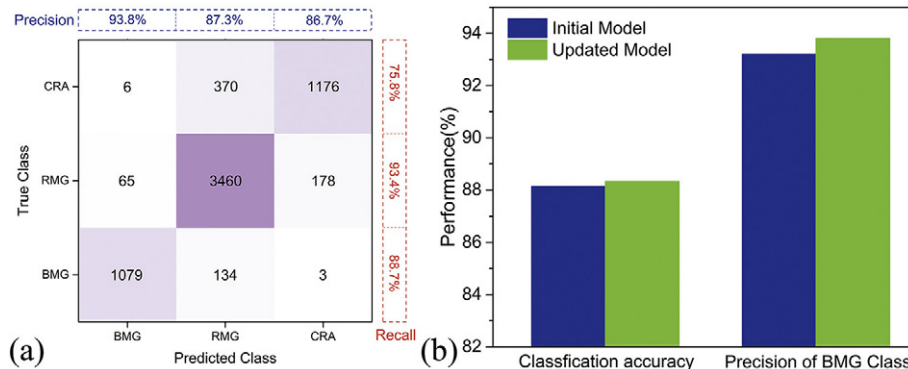 Precision 93.8% 87.3% 86.7%
CRA 6 370 1176 75.8%
RMG 65 3460 178 93.4%
BMG 1079 134 3 88.7%
True Class
BMG RMG CRA Recall
Predicted Class
(a)
Initial Model
Updated Model
94
92
90
88
86
84
82
Performance(%)
Classfication accuracy Precision of BMG Class
(b)